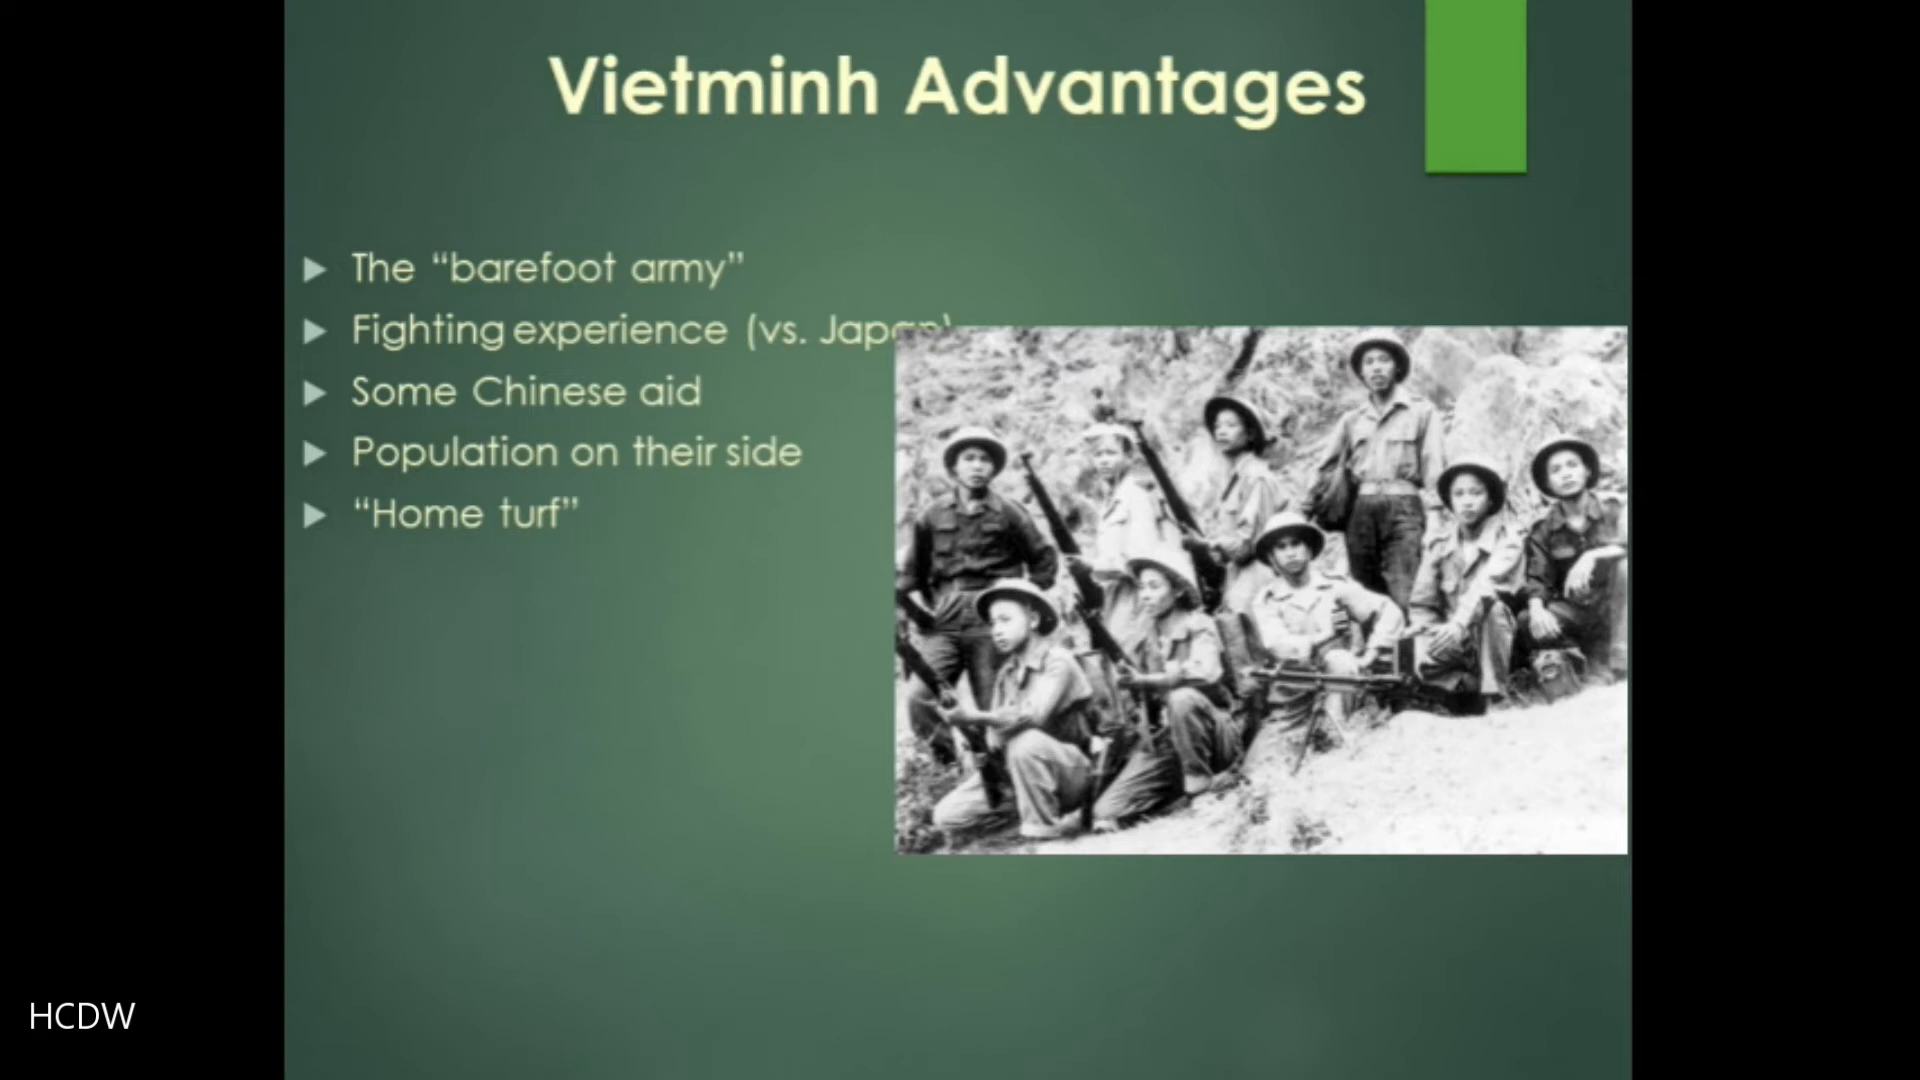 Vietminh Advantages
The “barefoot army”
Fighting experience (vs. Japan)
Some Chinese aid
Population on their side
“Home turf”
HCDW